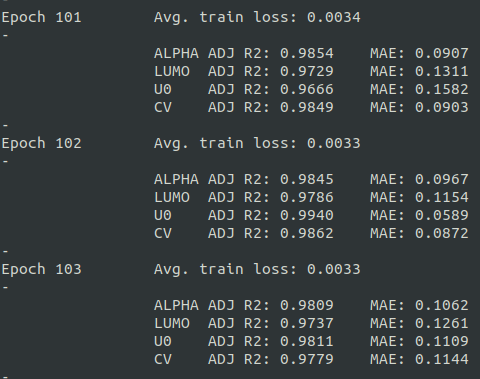 -
Epoch 101 Avg. train loss: 0.0034
-
ALPHA ADJ R2: 0.9854 MAE: 0.0907
LUMO ADJ R2: 0.9729 MAE: 0.1311
U0 ADJ R2: 0.9666 MAE: 0.1582
CV ADJ R2: 0.9849 MAE: 0.0903
-
Epoch 102 Avg. train loss: 0.0033
-
ALPHA ADJ R2: 0.9845 MAE: 0.0967
LUMO ADJ R2: 0.9786 MAE: 0.1154
U0 ADJ R2: 0.9940 MAE: 0.0589
CV ADJ R2: 0.9862 MAE: 0.0872
-
Epoch 103 Avg. train loss: 0.0033
-
ALPHA ADJ R2: 0.9809 MAE: 0.1062
LUMO ADJ R2: 0.9737 MAE: 0.1261
U0 ADJ R2: 0.9811 MAE: 0.1109
CV ADJ R2: 0.9779 MAE: 0.1144
-